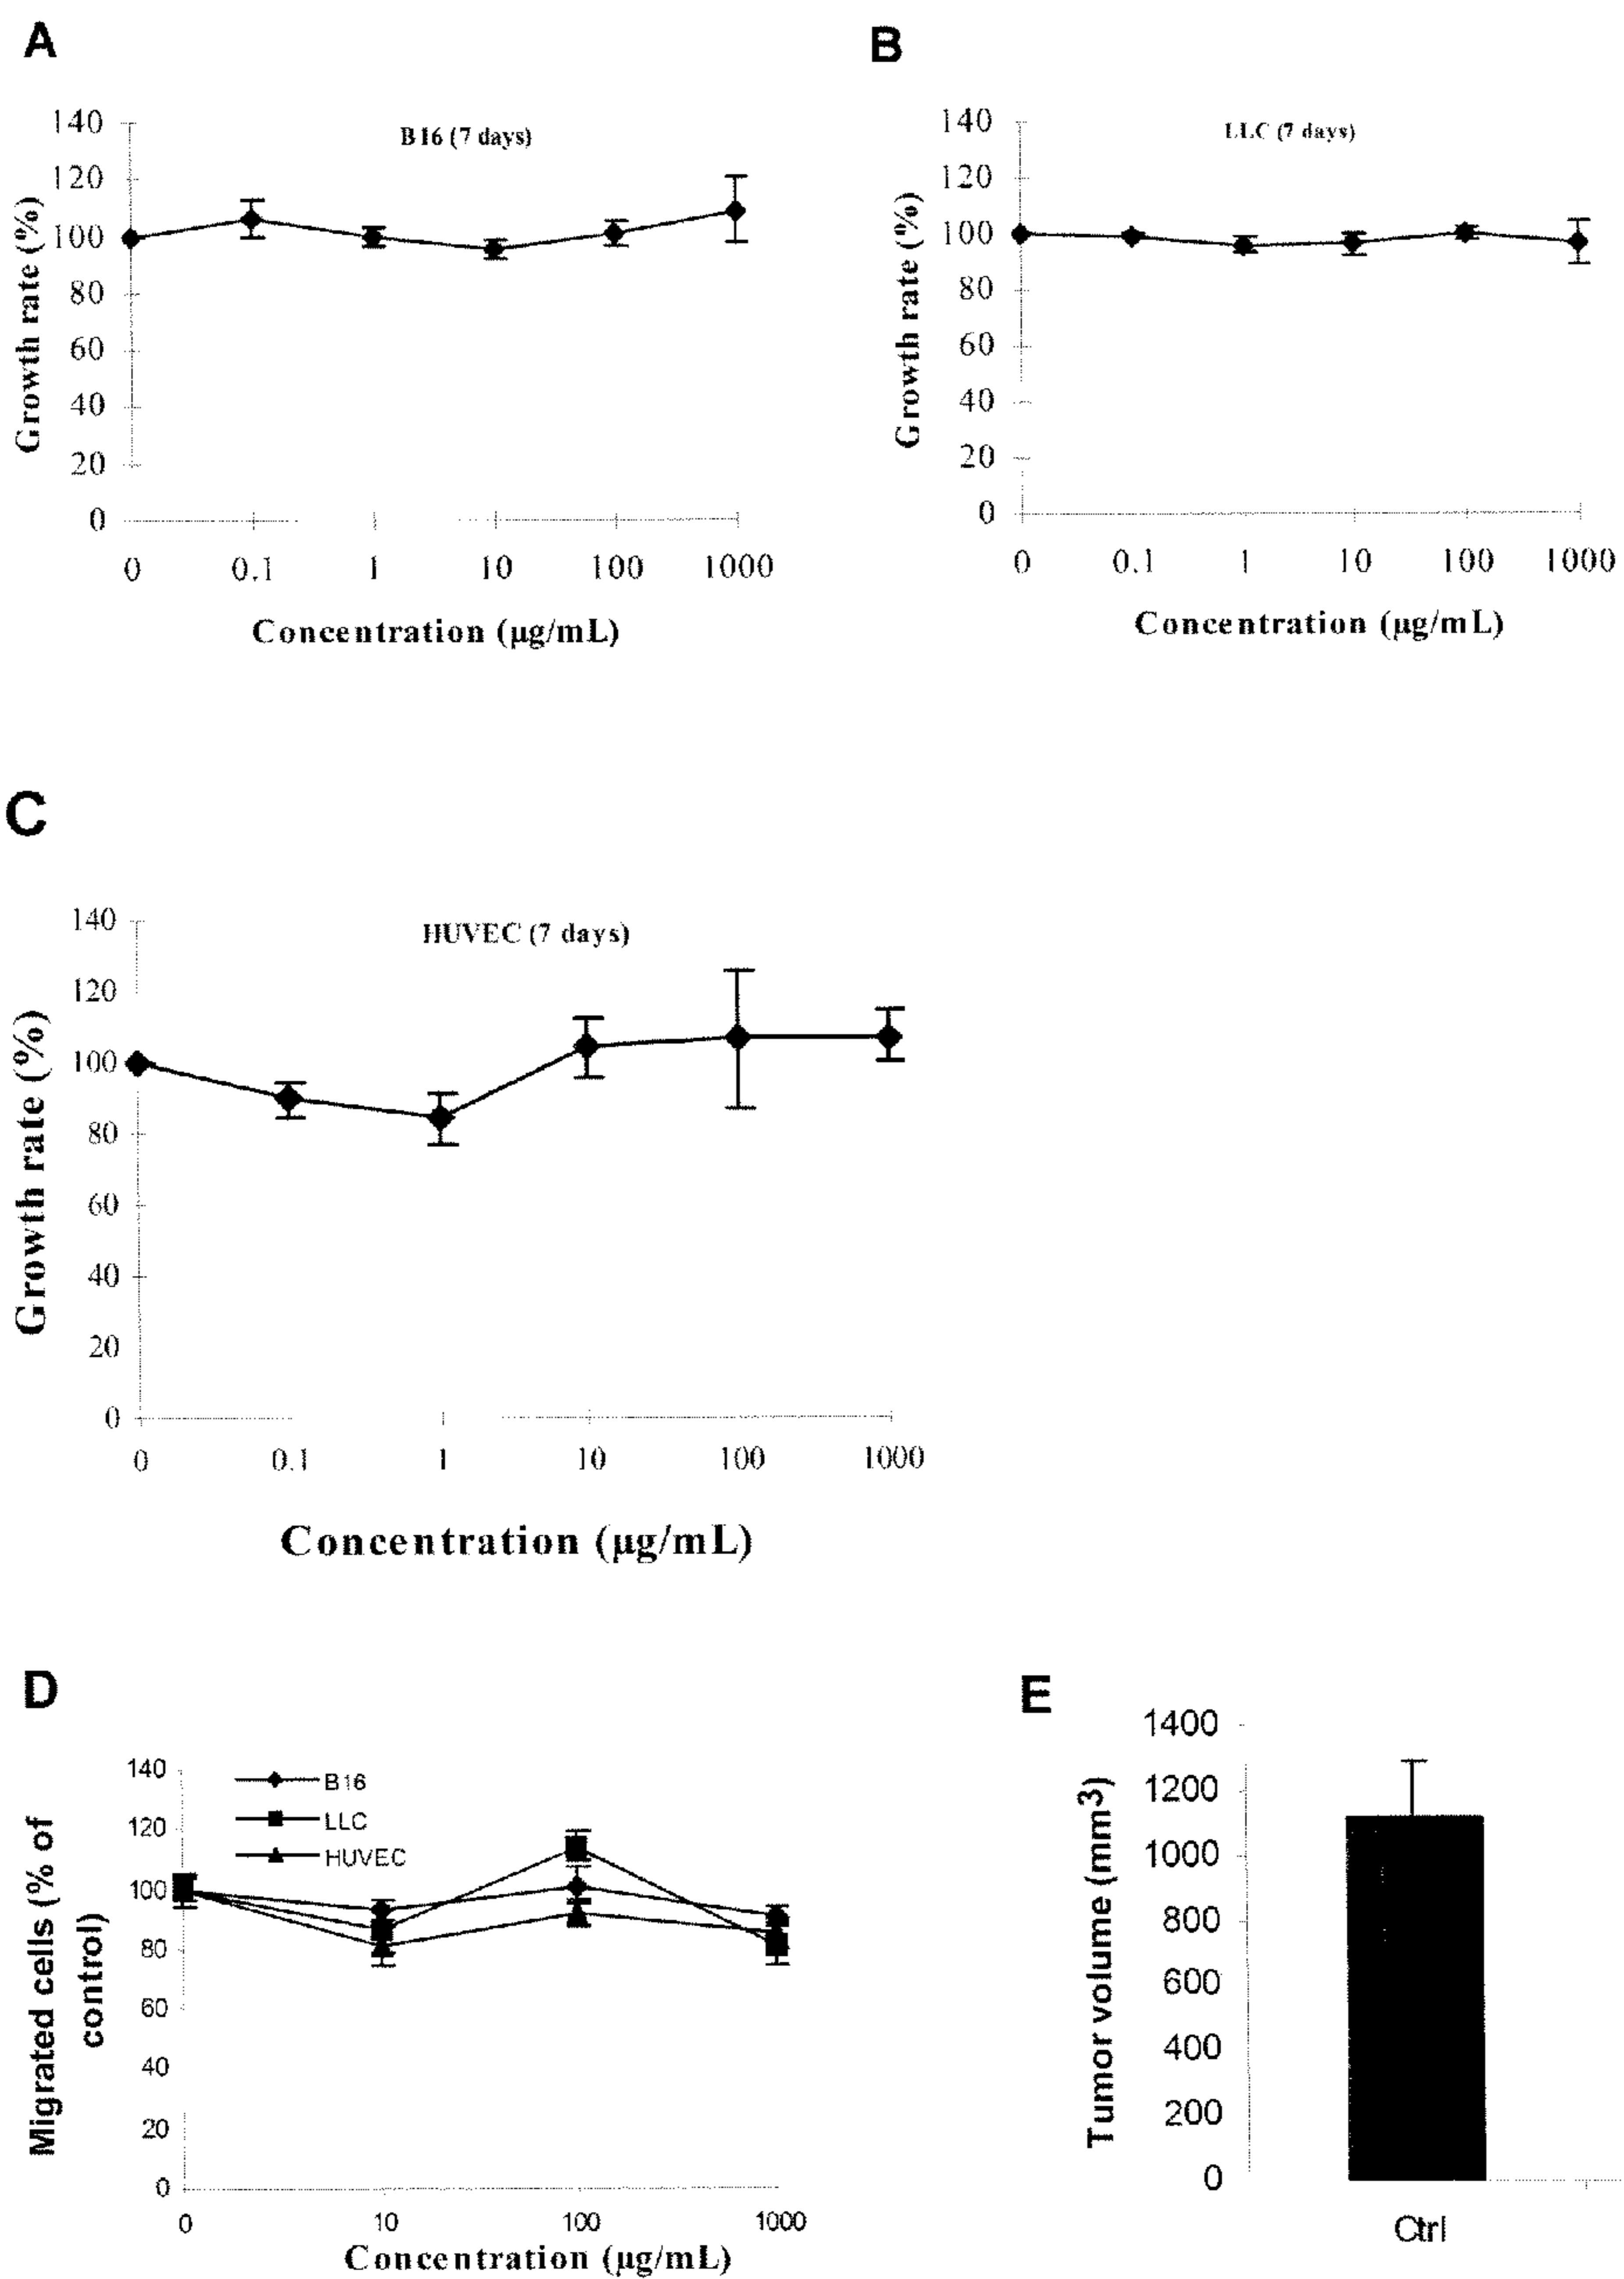 A
B16 (7 days)
140
120
100
80
60
40
20
0
Growth rate (%)
0 0.1 1 10 100 1000
Concentration (µg/mL)
B
LLC (7 days)
140
120
100
80
60
40
20
0
Growth rate (%)
0 0.1 1 10 100 1000
Concentration (µg/mL)
C
HUVEC (7 days)
140
120
100
80
60
40
20
0
Growth rate (%)
0 0.1 1 10 100 1000
Concentration (µg/mL)
D
140
120
100
80
60
40
20
0
B16
LLC
HUVEC
Migrated cells (% of
control)
0 10 100 1000
Concentration (µg/mL)
E
1400
1200
1000
800
600
400
200
0
Tumor volume (mm3)
Ctrl